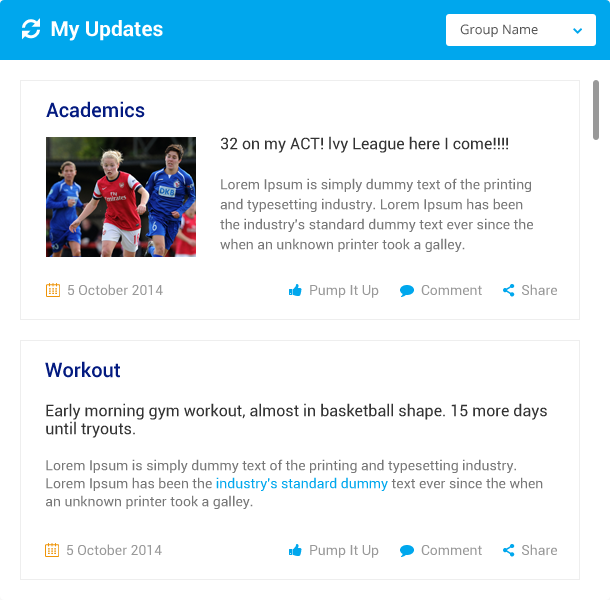 My Updates
Group Name
Academics
32 on my ACT! lvy League here I come!!!!
Lorem Ipsum is simply dummy text of the printing
and typesetting industry. Lorem Ipsum has been
the industry's standard dummy text ever since the
when an unknown printer took a galley.
Fly Emirates
DKB
5 October 2014
Pump It Up
Comment
Share
Workout
Early morning gym workout, almost in basketball shape. 15 more days
until tryouts.
Lorem Ipsum is simply dummy text of the printing and typesetting industry.
Lorem Ipsum has been the industry's standard dummy text ever since the when
an unknown printer took a galley.
5 October 2014
Pump It Up
Comment
Share